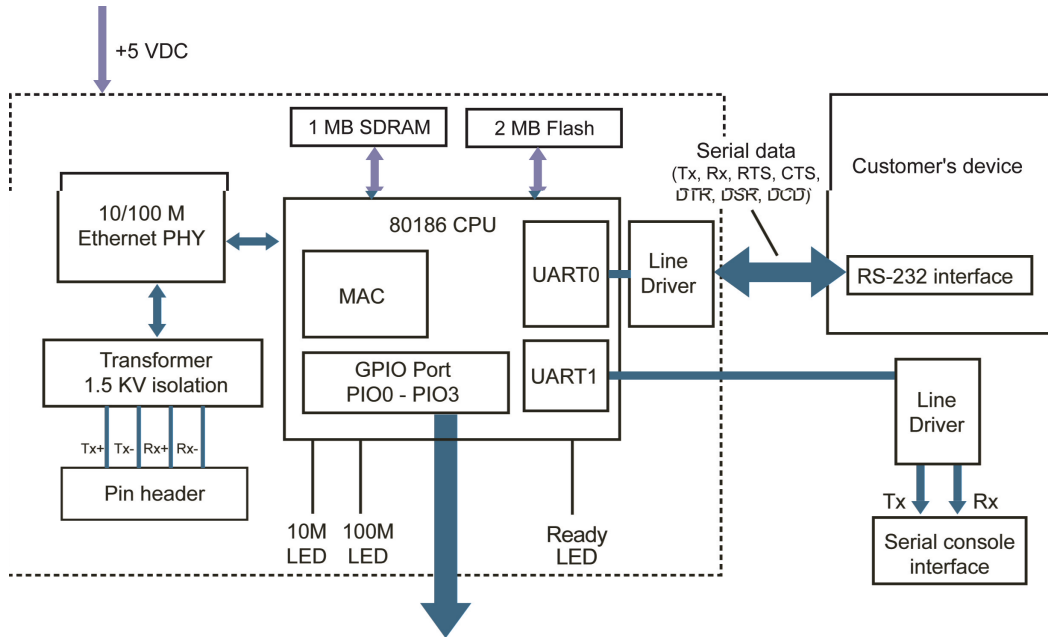 +5 VDC
1 MB SDRAM
2 MB Flash
Serial data
(Tx, Rx, RTS, CTS,
DTR, DSR, DCD)
Customer's device
10/100 M
Ethernet PHY
80186 CPU
MAC
UART0
Line
Driver
RS-232 interface
Transformer
1.5 KV isolation
GPIO Port
PIO0 - PIO3
UART1
Line
Driver
Tx+
Tx-
Rx+
Rx-
Pin header
10M
LED
100M
LED
Ready
LED
Tx
Rx
Serial console
interface